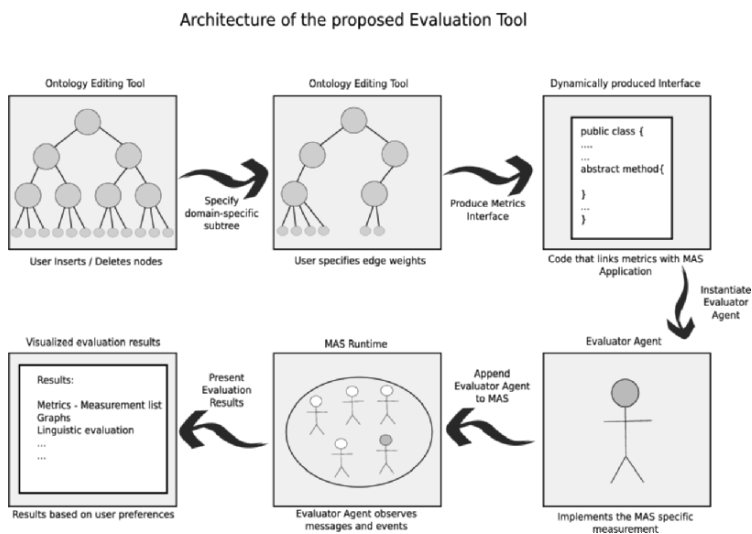 Architecture of the proposed Evaluation Tool
Ontology Editing Tool
User Inserts / Deletes nodes
Specify
domain-specific
subtree
Ontology Editing Tool
User specifies edge weights
Produce Metrics
Interface
Dynamically produced Interface
public class {
....
...
abstract method{
}
...
}
Code that links metrics with MAS
Application
Instantiate
Evaluator
Agent
Evaluator Agent
Implements the MAS specific
measurement
Append
Evaluator Agent
to MAS
MAS Runtime
Evaluator Agent observes
messages and events
Present
Evaluation
Results
Visualized evaluation results
Results:
Metrics - Measurement list
Graphs
Linguistic evaluation
...
...
Results based on user preferences